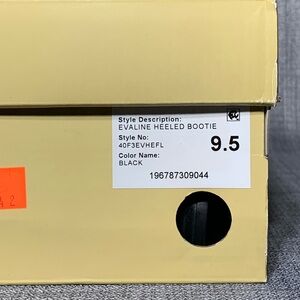 Style Description:
EVALINE HEELED BOOTIE
Style No:
40F3EVHEFL
9.5
Color Name:
BLACK
196787309044